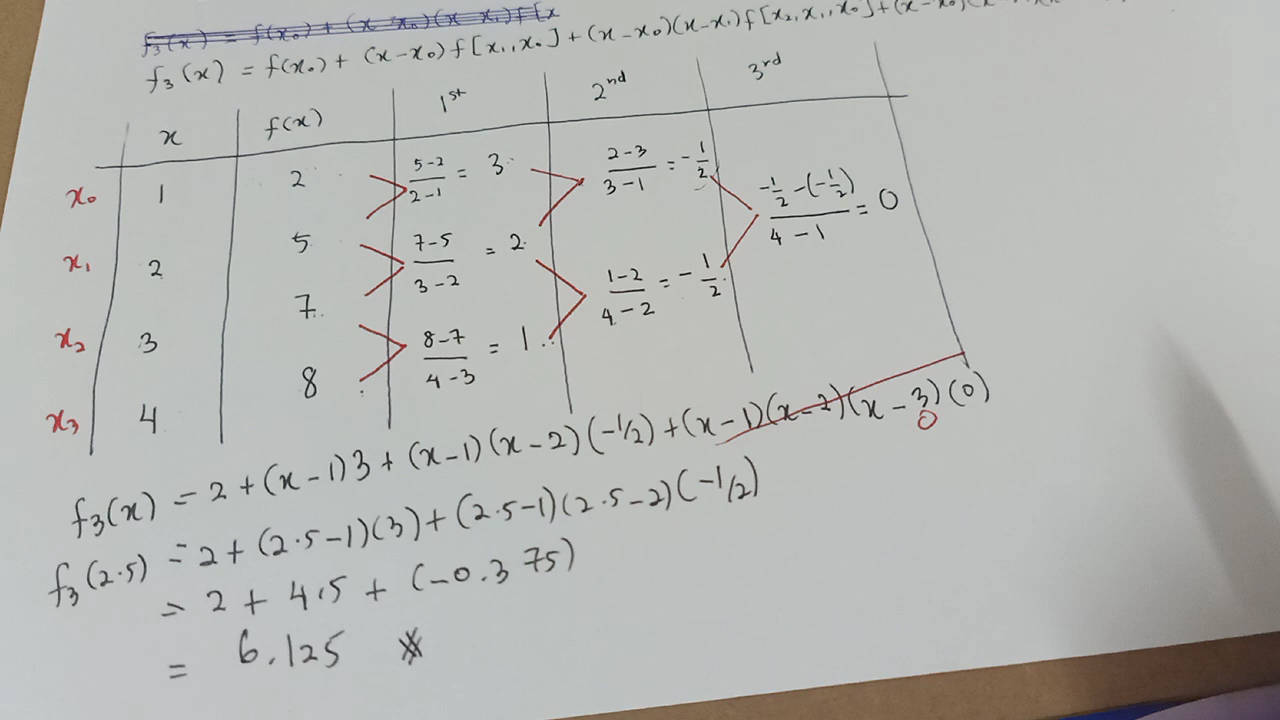 f₃(x) = f(x₀) + (x-x₀)(x-x₁)f[x
f₃(x) = f(x₀) + (x-x₀) f[x₁,x₀] + (x-x₀)(x-x₁) f[x₂,x₁,x₀] + (x-x₀)(
x f(x) 1st 2nd 3rd
x₀ 1 2 (5-2)/(2-1) = 3 (2-3)/(3-1) = -1/2 (-1/2-(-1/2))/(4-1) = 0
x₁ 2 5 (7-5)/(3-2) = 2 (1-2)/(4-2) = -1/2
x₂ 3 7 (8-7)/(4-3) = 1
x₃ 4 8
f₃(x) = 2+(x-1)3+(x-1)(x-2)(-1/2)+(x-1)(x-2)(x-3)(0)
0
f₃(2.5) = 2+(2.5-1)(3)+(2.5-1)(2.5-2)(-1/2)
= 2 + 4.5 + (-0.375)
= 6.125